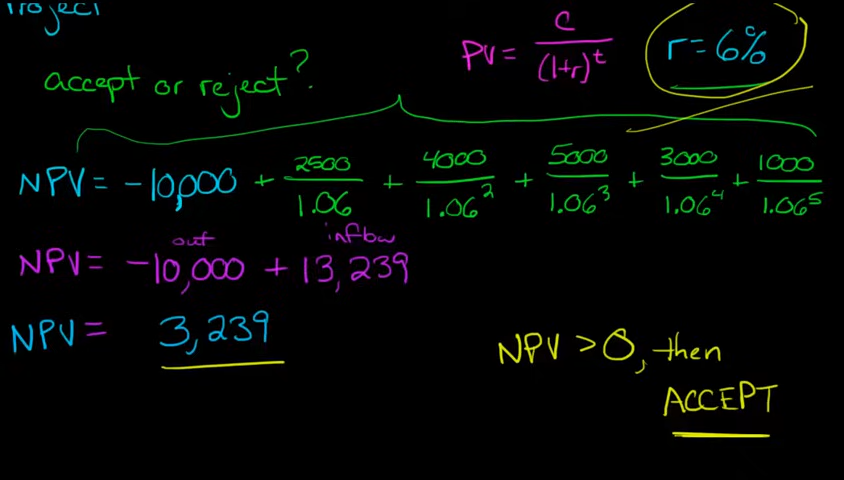 Project
PV = C / (1+r)^t
r = 6%
accept or reject?
NPV = -10,000 + 2500/1.06 + 4000/1.06^2 + 5000/1.06^3 + 3000/1.06^4 + 1000/1.06^5
out inflow
NPV = -10,000 + 13,239
NPV = 3,239
NPV > 0, then
ACCEPT